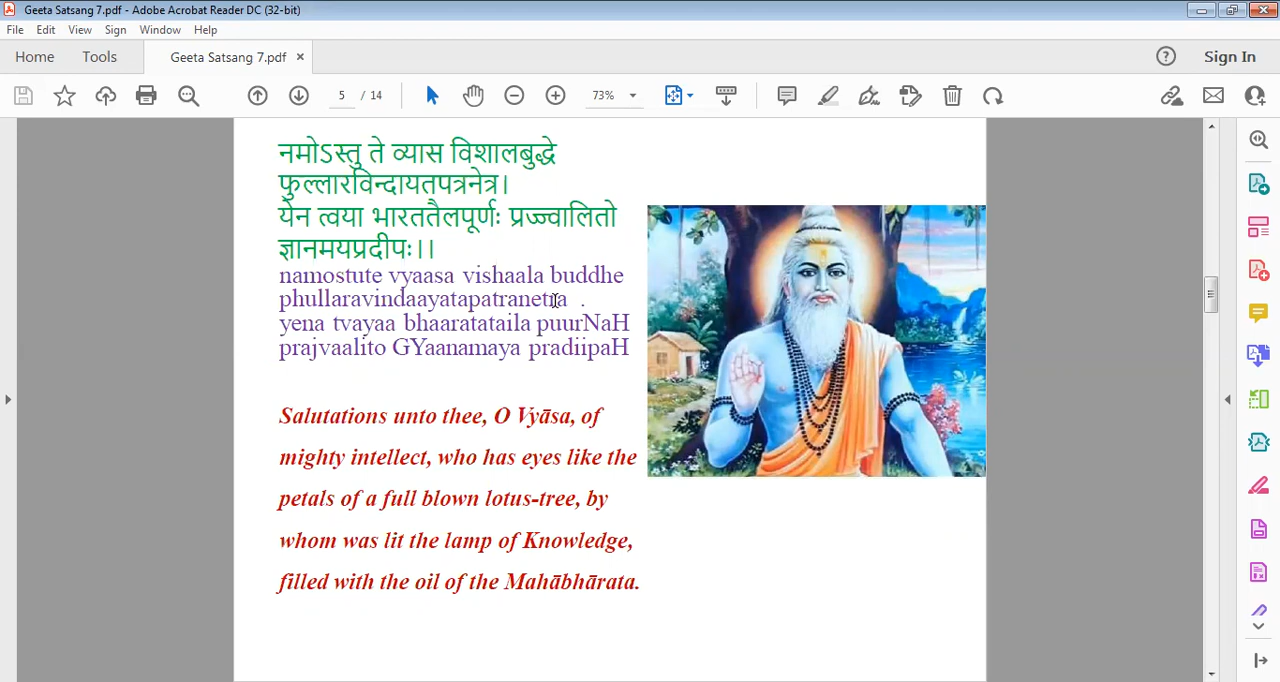 Geeta Satsang 7.pdf - Adobe Acrobat Reader DC (32-bit)
File Edit View Sign Window Help
Home Tools Geeta Satsang 7.pdf × Sign In
5 / 14 73%
नमोऽस्तु ते व्यास विशालबुद्धे
फुल्लारविन्दायतपत्रनेत्र।
येन त्वया भारततैलपूर्णः प्रज्ज्वालितो
ज्ञानमयप्रदीपः।।
namostute vyaasa vishaala buddhe
phullaravindaayatapatranetra .
yena tvayaa bhaaratataila puurNaH
prajvaalito GYaanamaya pradiipaH
Salutations unto thee, O Vyāsa, of
mighty intellect, who has eyes like the
petals of a full blown lotus-tree, by
whom was lit the lamp of Knowledge,
filled with the oil of the Mahābhārata.